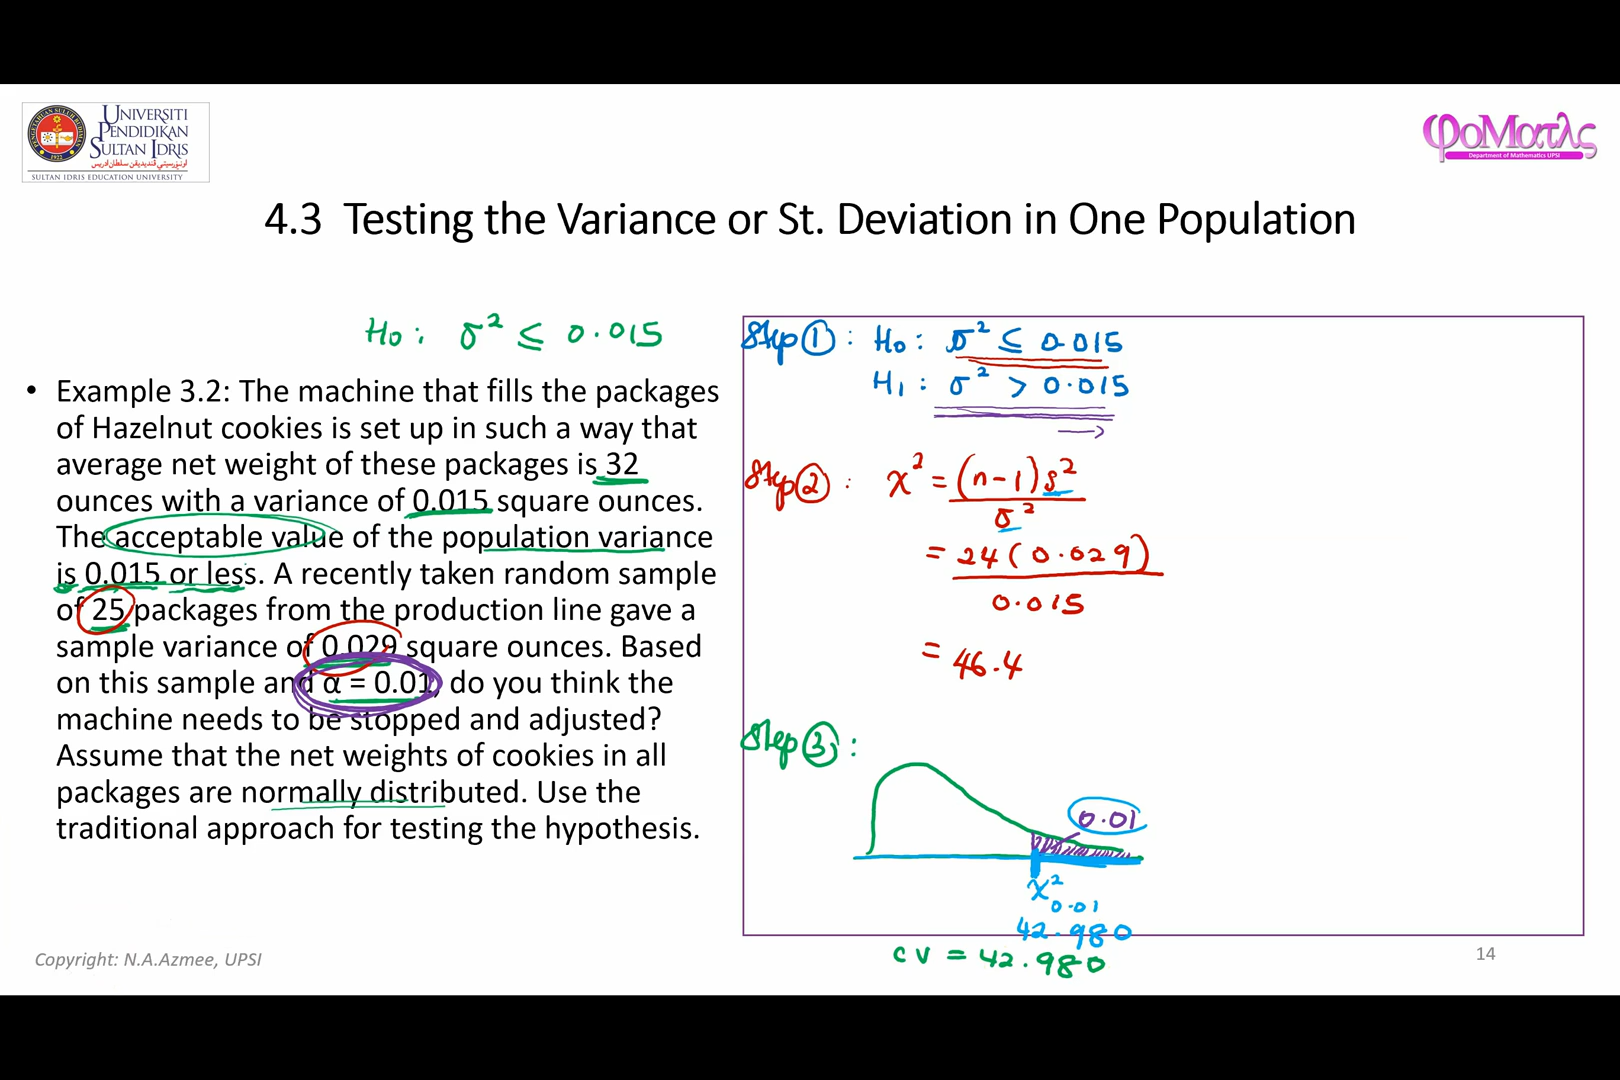 UNIVERSITI
PENDIDIKAN
SULTAN IDRIS
SULTAN IDRIS EDUCATION UNIVERSITY
φοΜατλς
Department of Mathematics UPSI
4.3 Testing the Variance or St. Deviation in One Population
H₀ : σ² ≤ 0.015
• Example 3.2: The machine that fills the packages
of Hazelnut cookies is set up in such a way that
average net weight of these packages is 32
ounces with a variance of 0.015 square ounces.
The acceptable value of the population variance
is 0.015 or less. A recently taken random sample
of 25 packages from the production line gave a
sample variance of 0.029 square ounces. Based
on this sample and α = 0.01, do you think the
machine needs to be stopped and adjusted?
Assume that the net weights of cookies in all
packages are normally distributed. Use the
traditional approach for testing the hypothesis.
Step ① : H₀ : σ² ≤ 0.015
H₁ : σ² > 0.015
Step ② : χ² = (n-1)s²
σ²
= 24(0.029)
0.015
= 46.4
Step ③ :
0.01
χ²0.01
42.980
CV = 42.980
Copyright: N.A.Azmee, UPSI
14